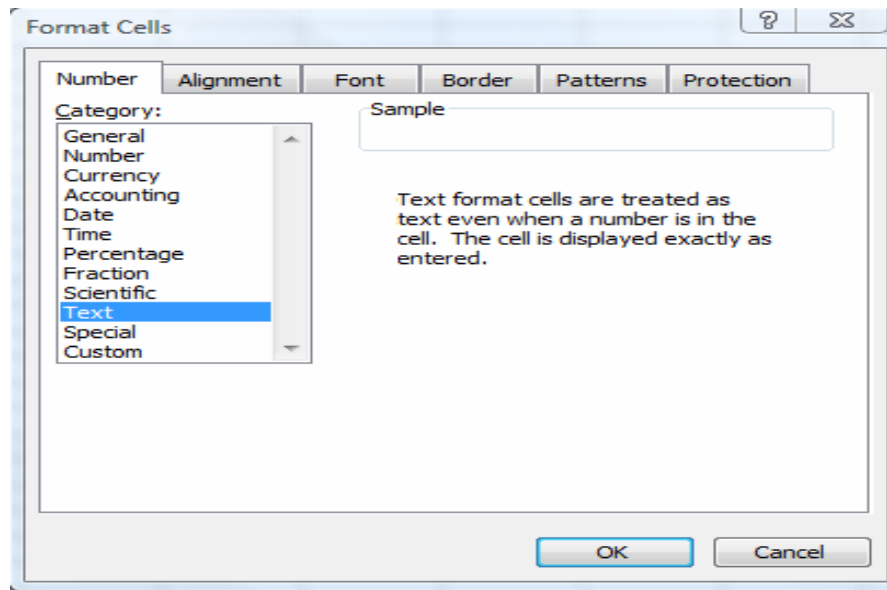 Format Cells
Number Alignment Font Border Patterns Protection
Category:
General
Number
Currency
Accounting
Date
Time
Percentage
Fraction
Scientific
Text
Special
Custom
Sample
Text format cells are treated as
text even when a number is in the
cell. The cell is displayed exactly as
entered.
OK Cancel